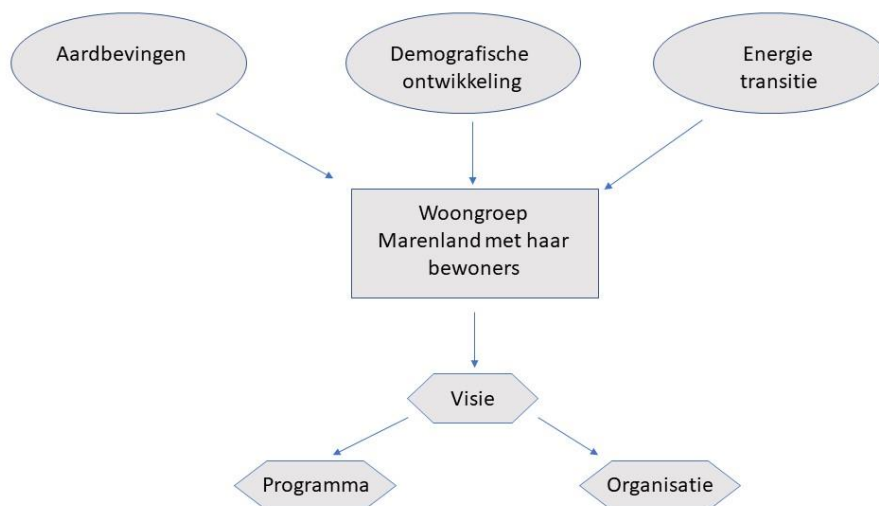 Aardbevingen
Demografische
ontwikkeling
Energie
transitie
Woongroep
Marenland met haar
bewoners
Visie
Programma
Organisatie